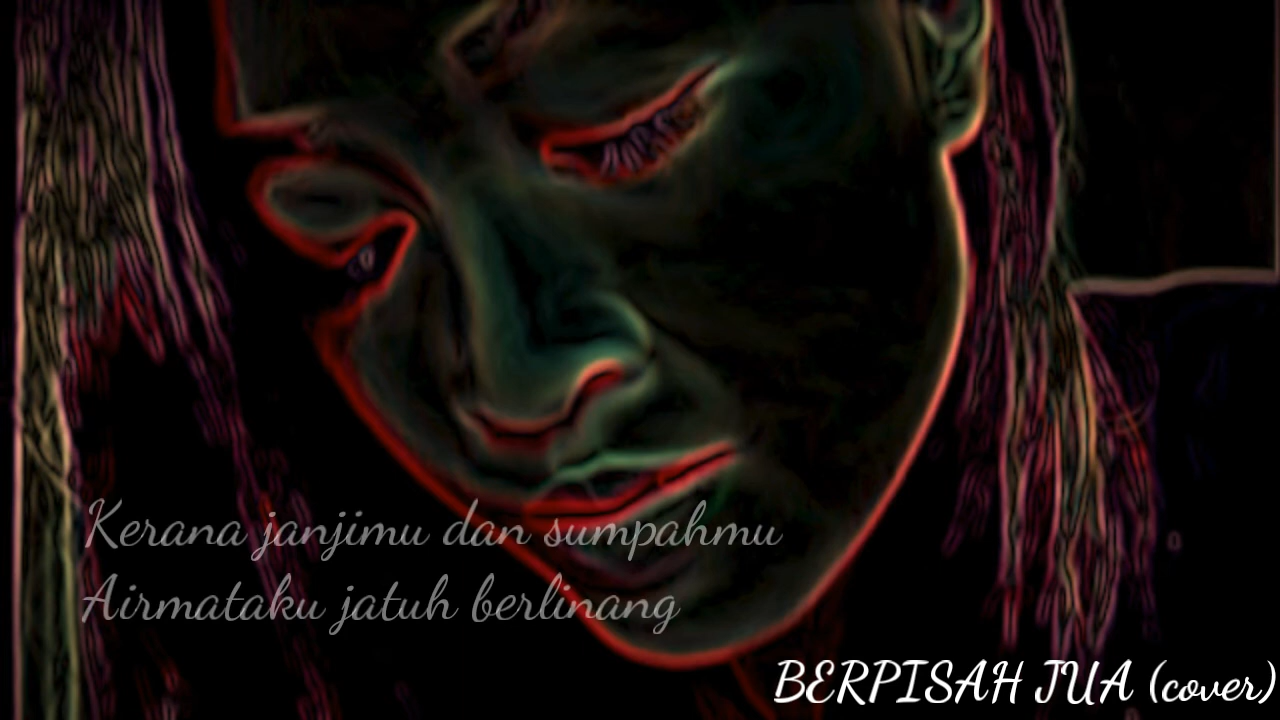 Kerana janjimu dan sumpahmu
Airmataku jatuh berlinang
BERPISAH JUA (cover)